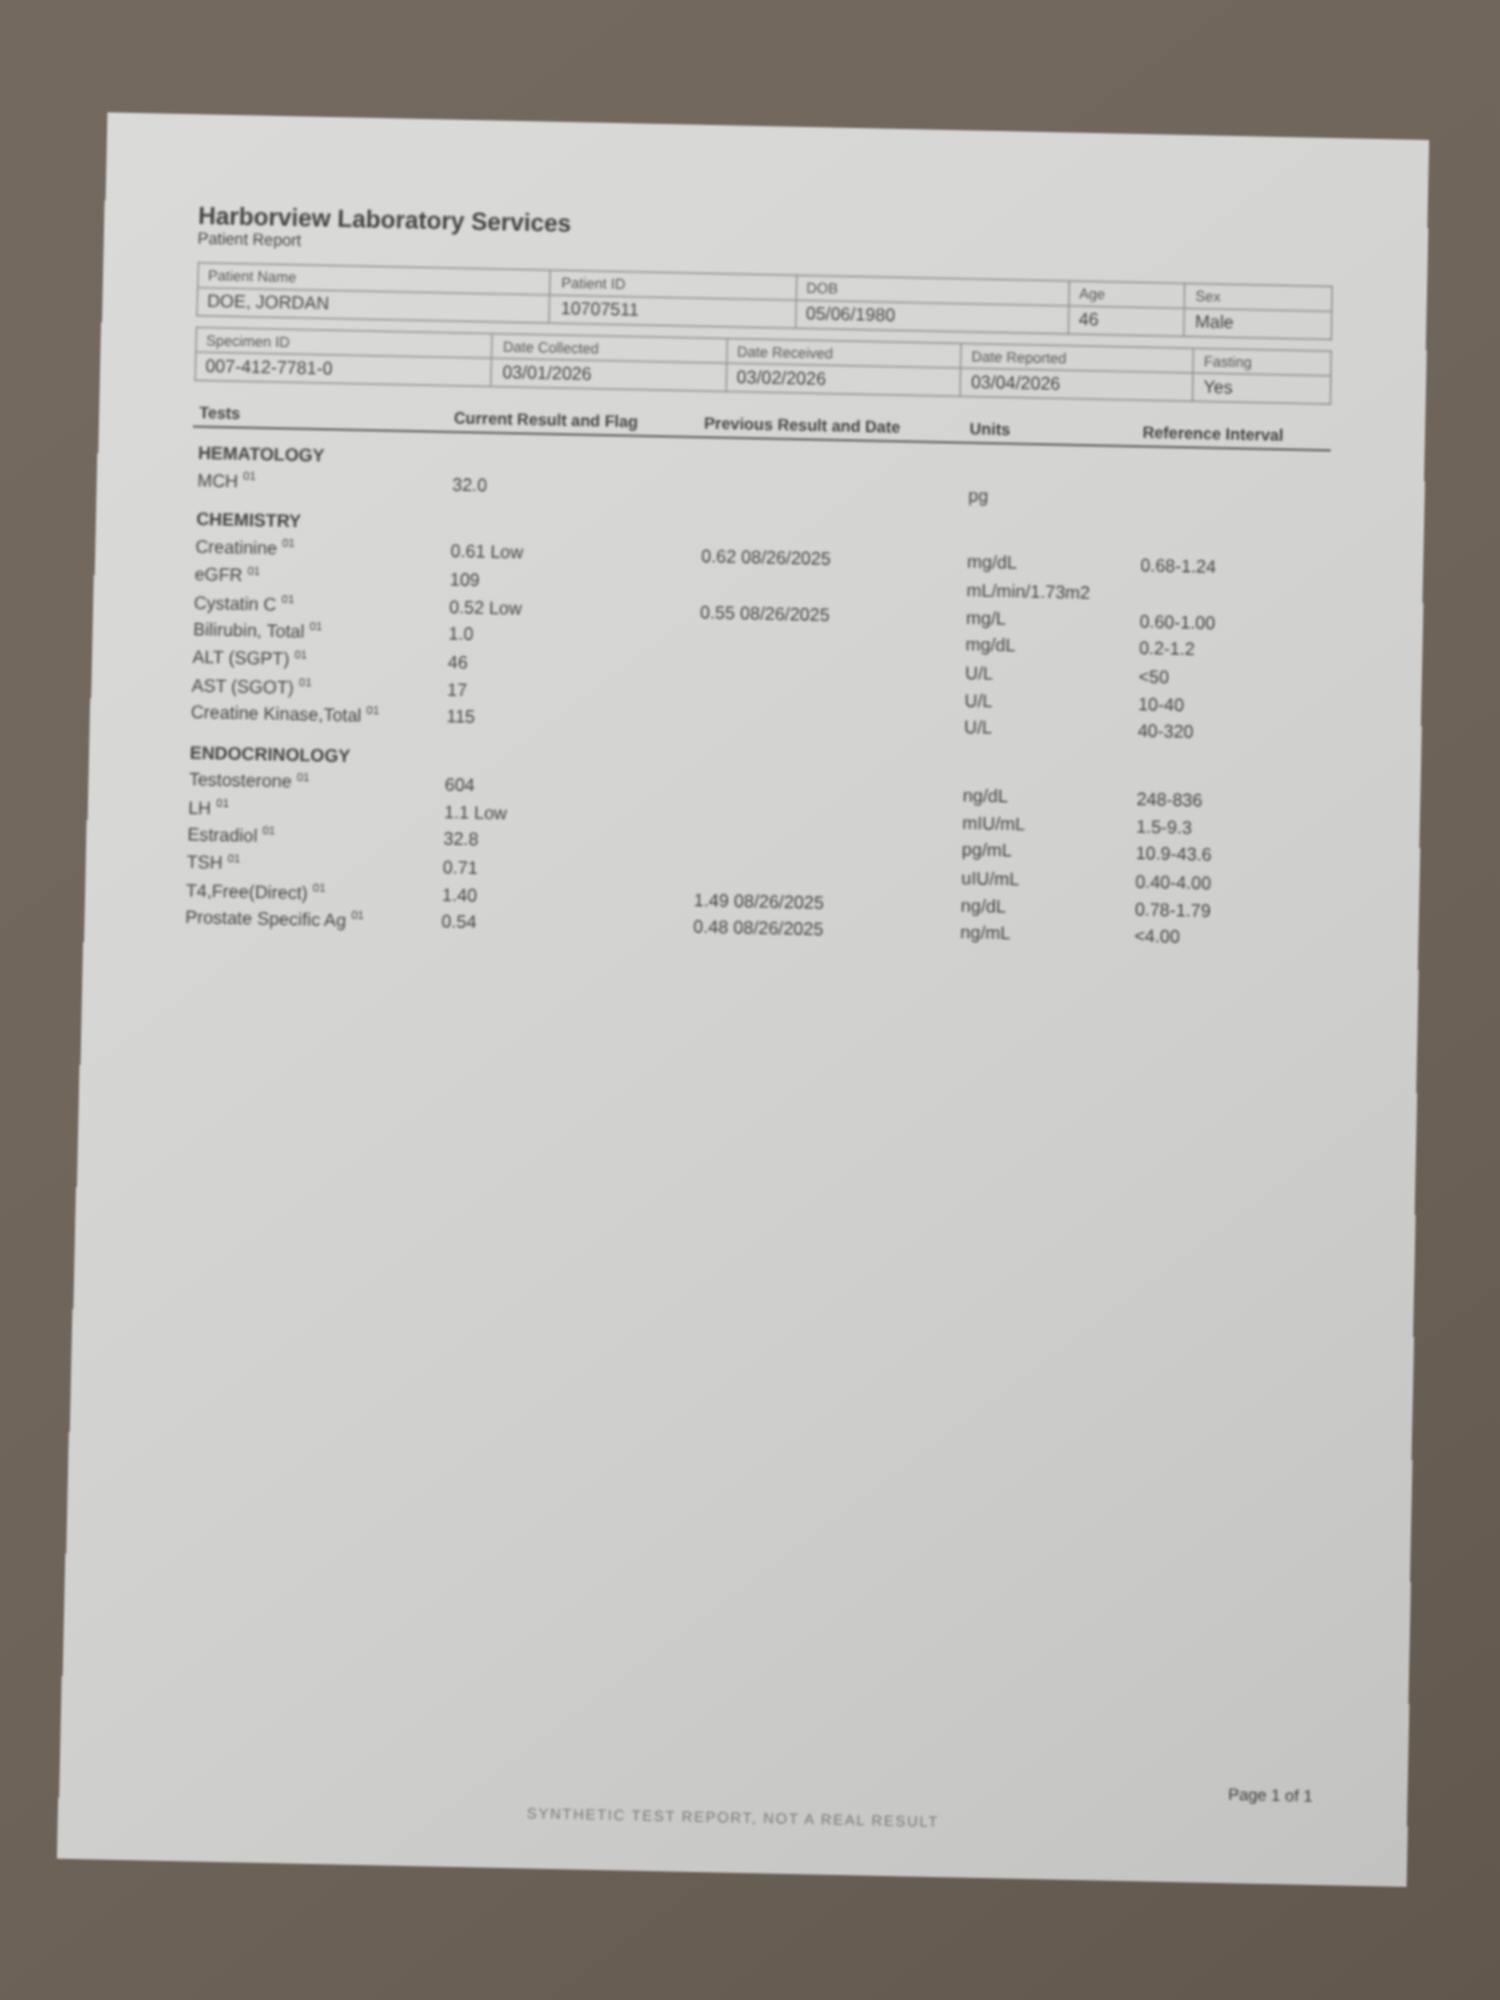 Harborview Laboratory Services
Patient Report
Patient Name Patient ID DOB Age Sex
DOE, JORDAN 10707511 05/06/1980 46 Male
Specimen ID Date Collected Date Received Date Reported Fasting
007-412-7781-0 03/01/2026 03/02/2026 03/04/2026 Yes
Tests Current Result and Flag Previous Result and Date Units Reference Interval
HEMATOLOGY
MCH 01 32.0 pg
CHEMISTRY
Creatinine 01 0.61 Low 0.62 08/26/2025 mg/dL 0.68-1.24
eGFR 01 109 mL/min/1.73m2
Cystatin C 01 0.52 Low 0.55 08/26/2025 mg/L 0.60-1.00
Bilirubin, Total 01 1.0 mg/dL 0.2-1.2
ALT (SGPT) 01 46 U/L <50
AST (SGOT) 01 17 U/L 10-40
Creatine Kinase,Total 01 115 U/L 40-320
ENDOCRINOLOGY
Testosterone 01 604 ng/dL 248-836
LH 01 1.1 Low mIU/mL 1.5-9.3
Estradiol 01 32.8 pg/mL 10.9-43.6
TSH 01 0.71 uIU/mL 0.40-4.00
T4,Free(Direct) 01 1.40 1.49 08/26/2025 ng/dL 0.78-1.79
Prostate Specific Ag 01 0.54 0.48 08/26/2025 ng/mL <4.00
Page 1 of 1
SYNTHETIC TEST REPORT, NOT A REAL RESULT